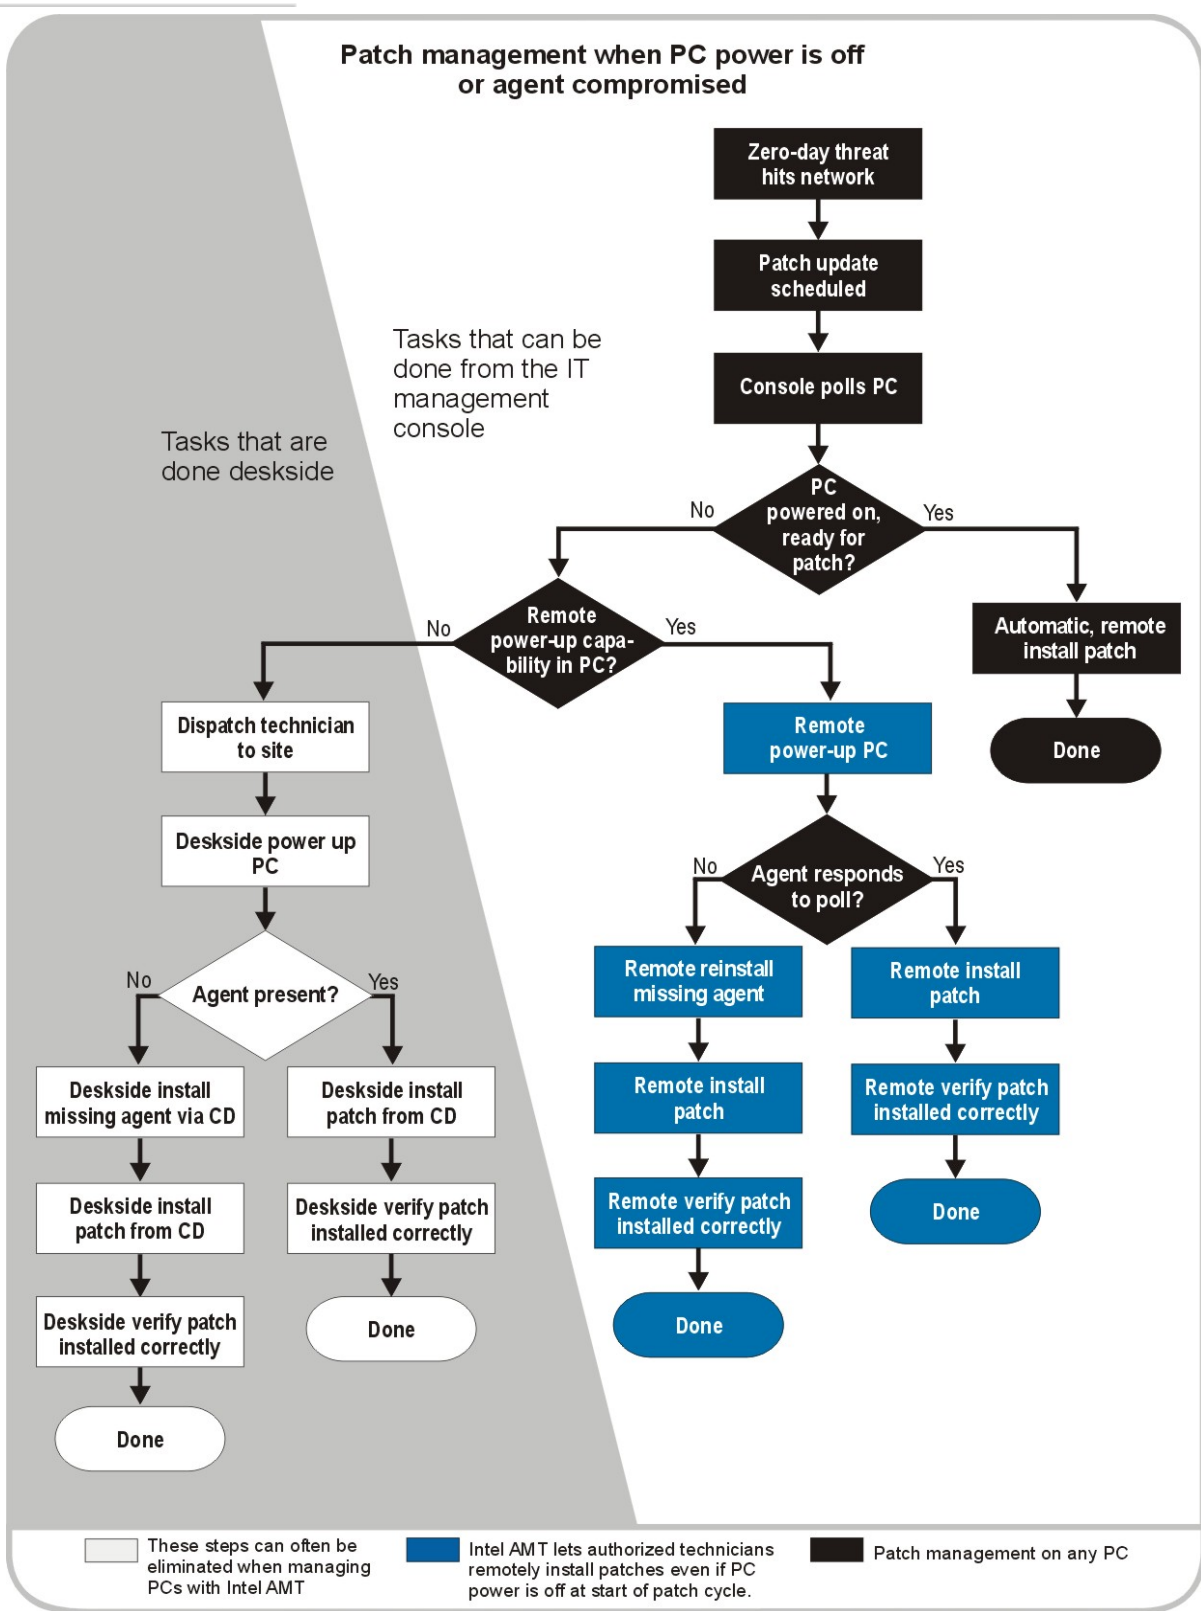 Patch management when PC power is off
or agent compromised
Zero-day threat
hits network
Patch update
scheduled
Tasks that can be
done from the IT
management
console
Console polls PC
Tasks that are
done deskside
PC
powered on,
ready for
patch?
No
Yes
Remote
power-up capa-
bility in PC?
No
Yes
Automatic, remote
install patch
Done
Dispatch technician
to site
Remote
power-up PC
Deskside power up
PC
Agent responds
to poll?
No
Yes
Agent present?
No
Yes
Remote reinstall
missing agent
Remote install
patch
Deskside install
missing agent via CD
Deskside install
patch from CD
Remote install
patch
Remote verify patch
installed correctly
Deskside install
patch from CD
Deskside verify patch
installed correctly
Remote verify patch
installed correctly
Done
Deskside verify patch
installed correctly
Done
Done
Done
These steps can often be
eliminated when managing
PCs with Intel AMT
Intel AMT lets authorized technicians
remotely install patches even if PC
power is off at start of patch cycle.
Patch management on any PC